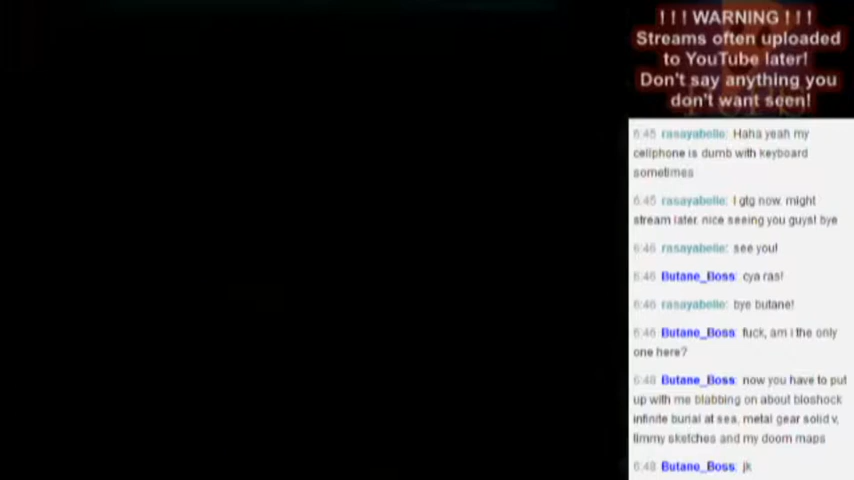 ! ! ! WARNING ! ! !
Streams often uploaded
to YouTube later!
Don't say anything you
don't want seen!
6:45 rasayabelle: Haha yeah my
cellphone is dumb with keyboard
sometimes
6:45 rasayabelle: I gtg now. might
stream later. nice seeing you guys! bye
6:46 rasayabelle: see you!
6:46 Butane_Boss: cya ras!
6:46 rasayabelle: bye butane!
6:46 Butane_Boss: fuck, am i the only
one here?
6:48 Butane_Boss: now you have to put
up with me blabbing on about bioshock
infinite burial at sea, metal gear solid v,
limmy sketches and my doom maps
6:48 Butane_Boss: jk